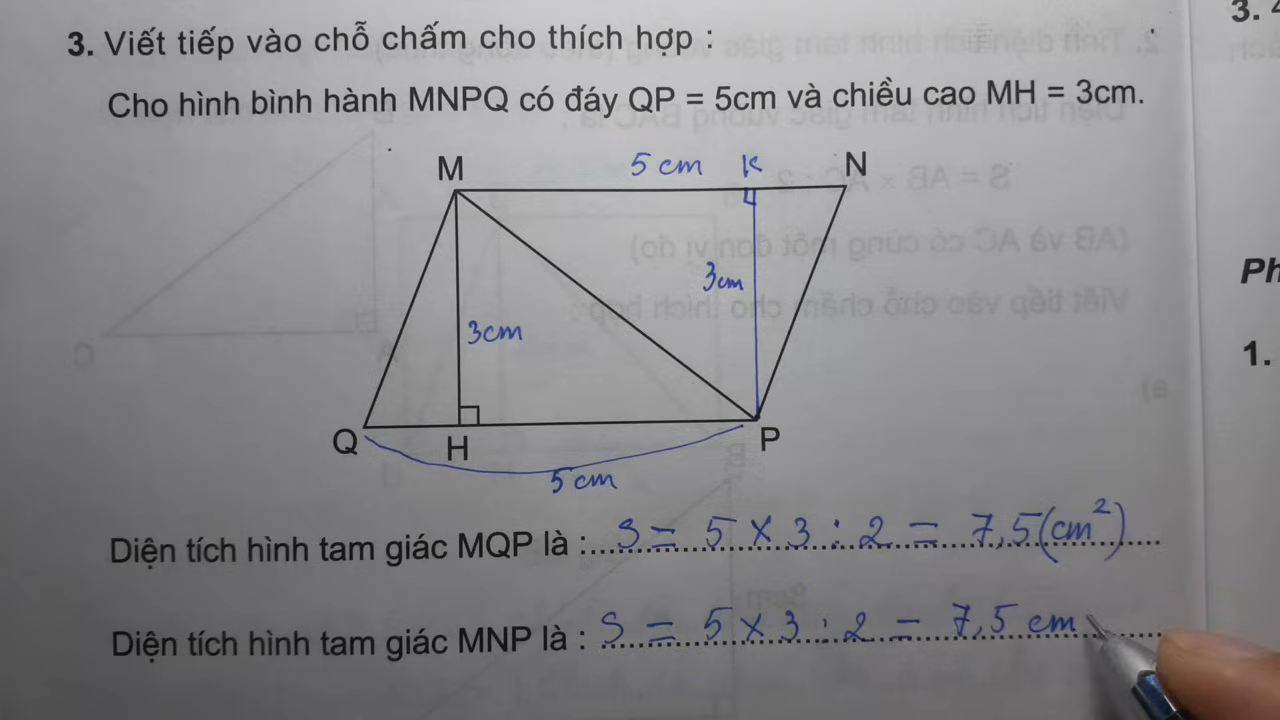 3. Viết tiếp vào chỗ chấm cho thích hợp :
3. 4
Cho hình bình hành MNPQ có đáy QP = 5cm và chiều cao MH = 3cm.
M 5 cm K N
3cm
3cm
Ph
1.
Q H P
5 cm
Diện tích hình tam giác MQP là : S = 5 x 3 : 2 = 7,5 (cm²)
Diện tích hình tam giác MNP là : S = 5 x 3 : 2 = 7,5 cm